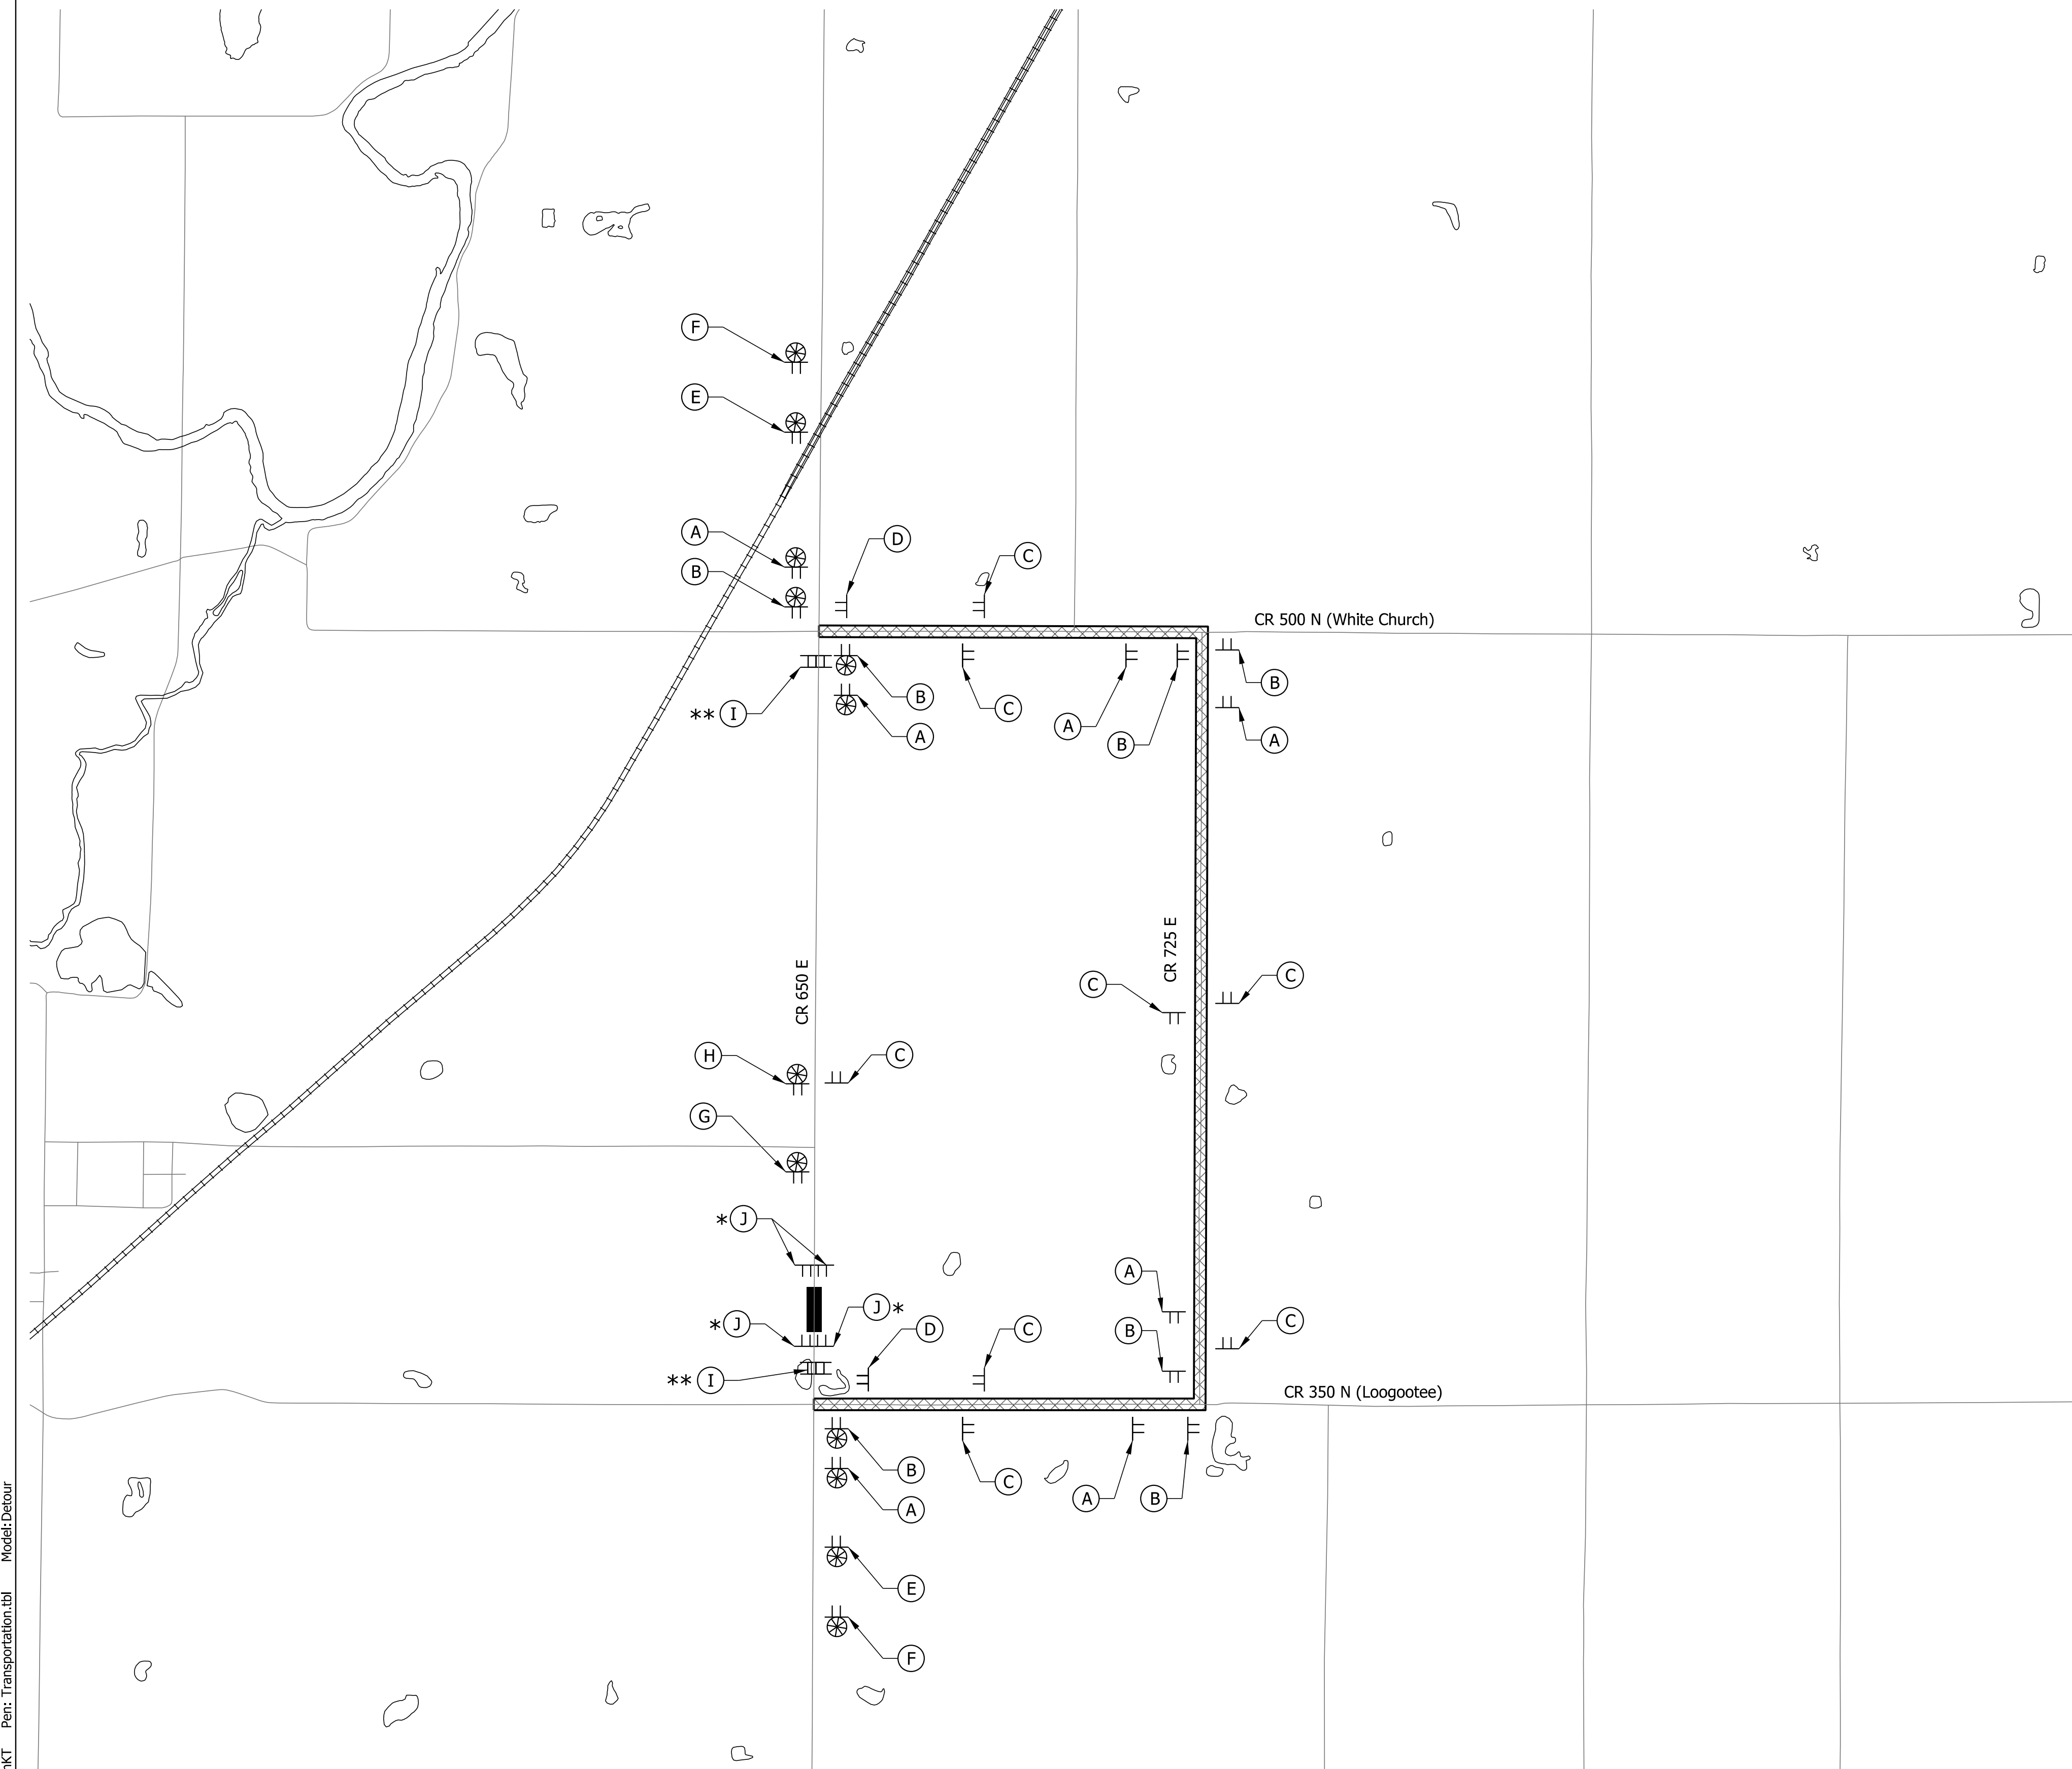 F
E
A
B
D
C
CR 500 N (White Church)
B
A
** I
B
A
C
A
B
CR 650 E
CR 725 E
C
C
H
C
G
* J
* J
J *
D
C
A
B
C
** I
CR 350 N (Loogootee)
B
A
C
A
B
E
F
Model: Detour
Pen: Transportation.tbl